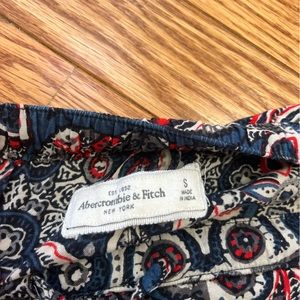 EST. 1892
Abercrombie & Fitch
NEW YORK
S
MADE
IN INDIA